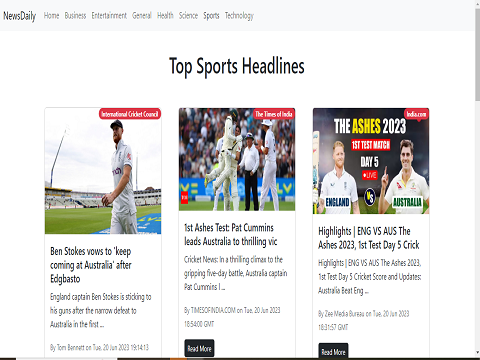 NewsDaily Home Business Entertainment General Health Science Sports Technology
Top Sports Headlines
International Cricket Council
Ben Stokes vows to 'keep
coming at Australia' after
Edgbasto
England captain Ben Stokes is sticking to
his guns after the narrow defeat to
Australia in the first ...
By Tom Bennett on Tue, 20 Jun 2023 19:14:13
The Times of India
1st Ashes Test: Pat Cummins
leads Australia to thrilling vic
Cricket News: In a thrilling climax to the
gripping five-day battle, Australia captain
Pat Cummins l ...
By TIMESOFINDIA.COM on Tue, 20 Jun 2023
18:54:00 GMT
Read More
India.com
THE ASHES 2023
1ST TEST MATCH
DAY 5
LIVE
ENGLAND VS AUSTRALIA
Highlights | ENG VS AUS The
Ashes 2023, 1st Test Day 5 Crick
Highlights | ENG VS AUS The Ashes 2023,
1st Test Day 5 Cricket Score and Updates:
Australia Beat Eng ...
By Zee Media Bureau on Tue, 20 Jun 2023
18:31:57 GMT
Read More